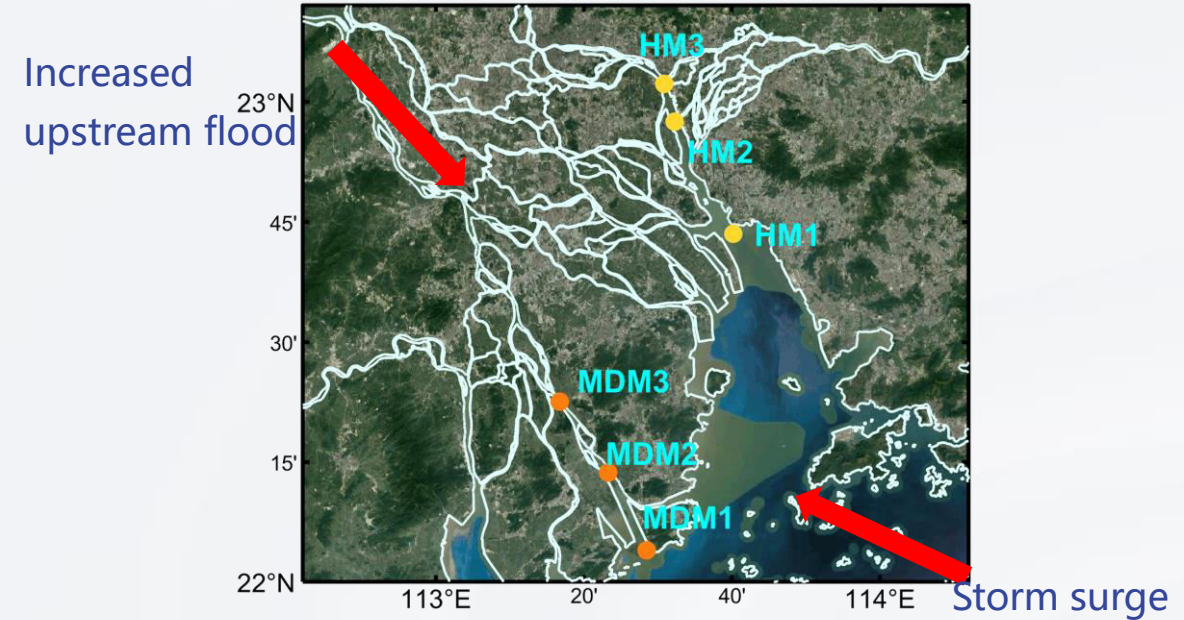 Increased
upstream flood
HM3
23°N
HM2
45'
HM1
30'
MDM3
15'
MDM2
MDM1
22°N
113°E
20'
40'
114°E
Storm surge